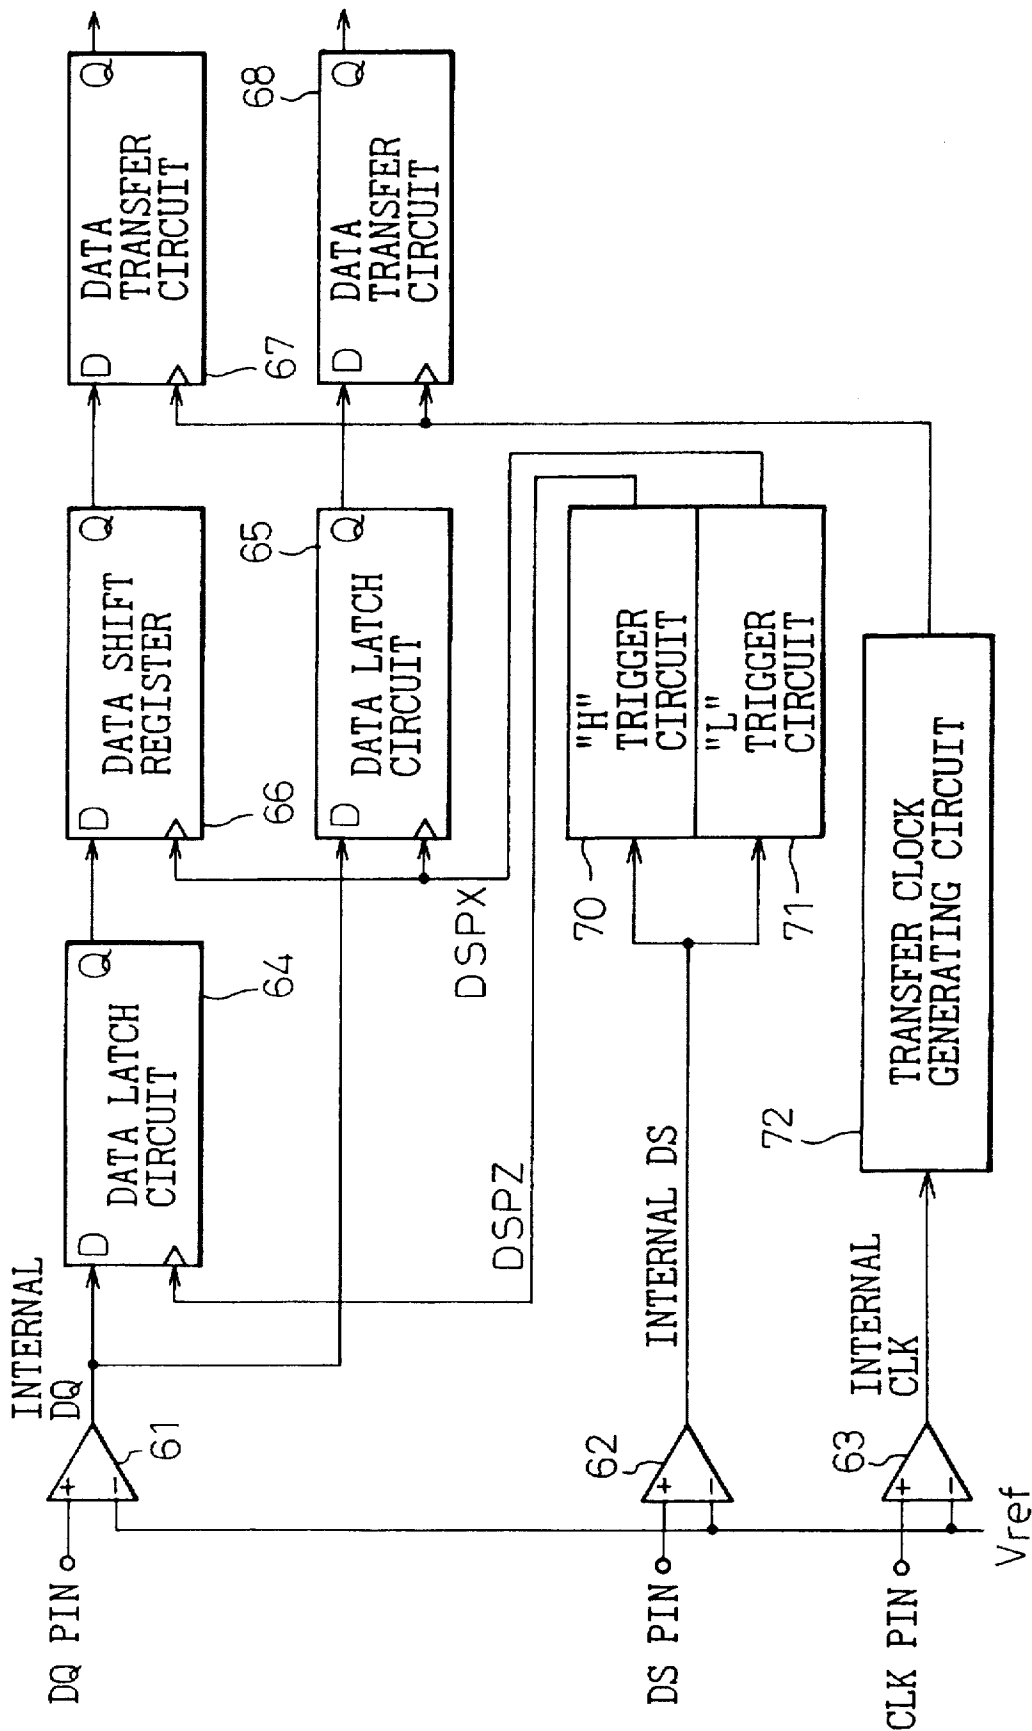 DQ PIN
+
-
61
INTERNAL
DQ
D
Q
DATA LATCH
CIRCUIT
64
D
Q
DATA SHIFT
REGISTER
66
D
Q
DATA
TRANSFER
CIRCUIT
67
D
Q
DATA LATCH
CIRCUIT
65
D
Q
DATA
TRANSFER
CIRCUIT
68
DSPX
DSPZ
DS PIN
+
-
62
INTERNAL DS
"H"
TRIGGER
CIRCUIT
70
"L"
TRIGGER
CIRCUIT
71
CLK PIN
+
-
63
INTERNAL
CLK
TRANSFER CLOCK
GENERATING CIRCUIT
72
Vref